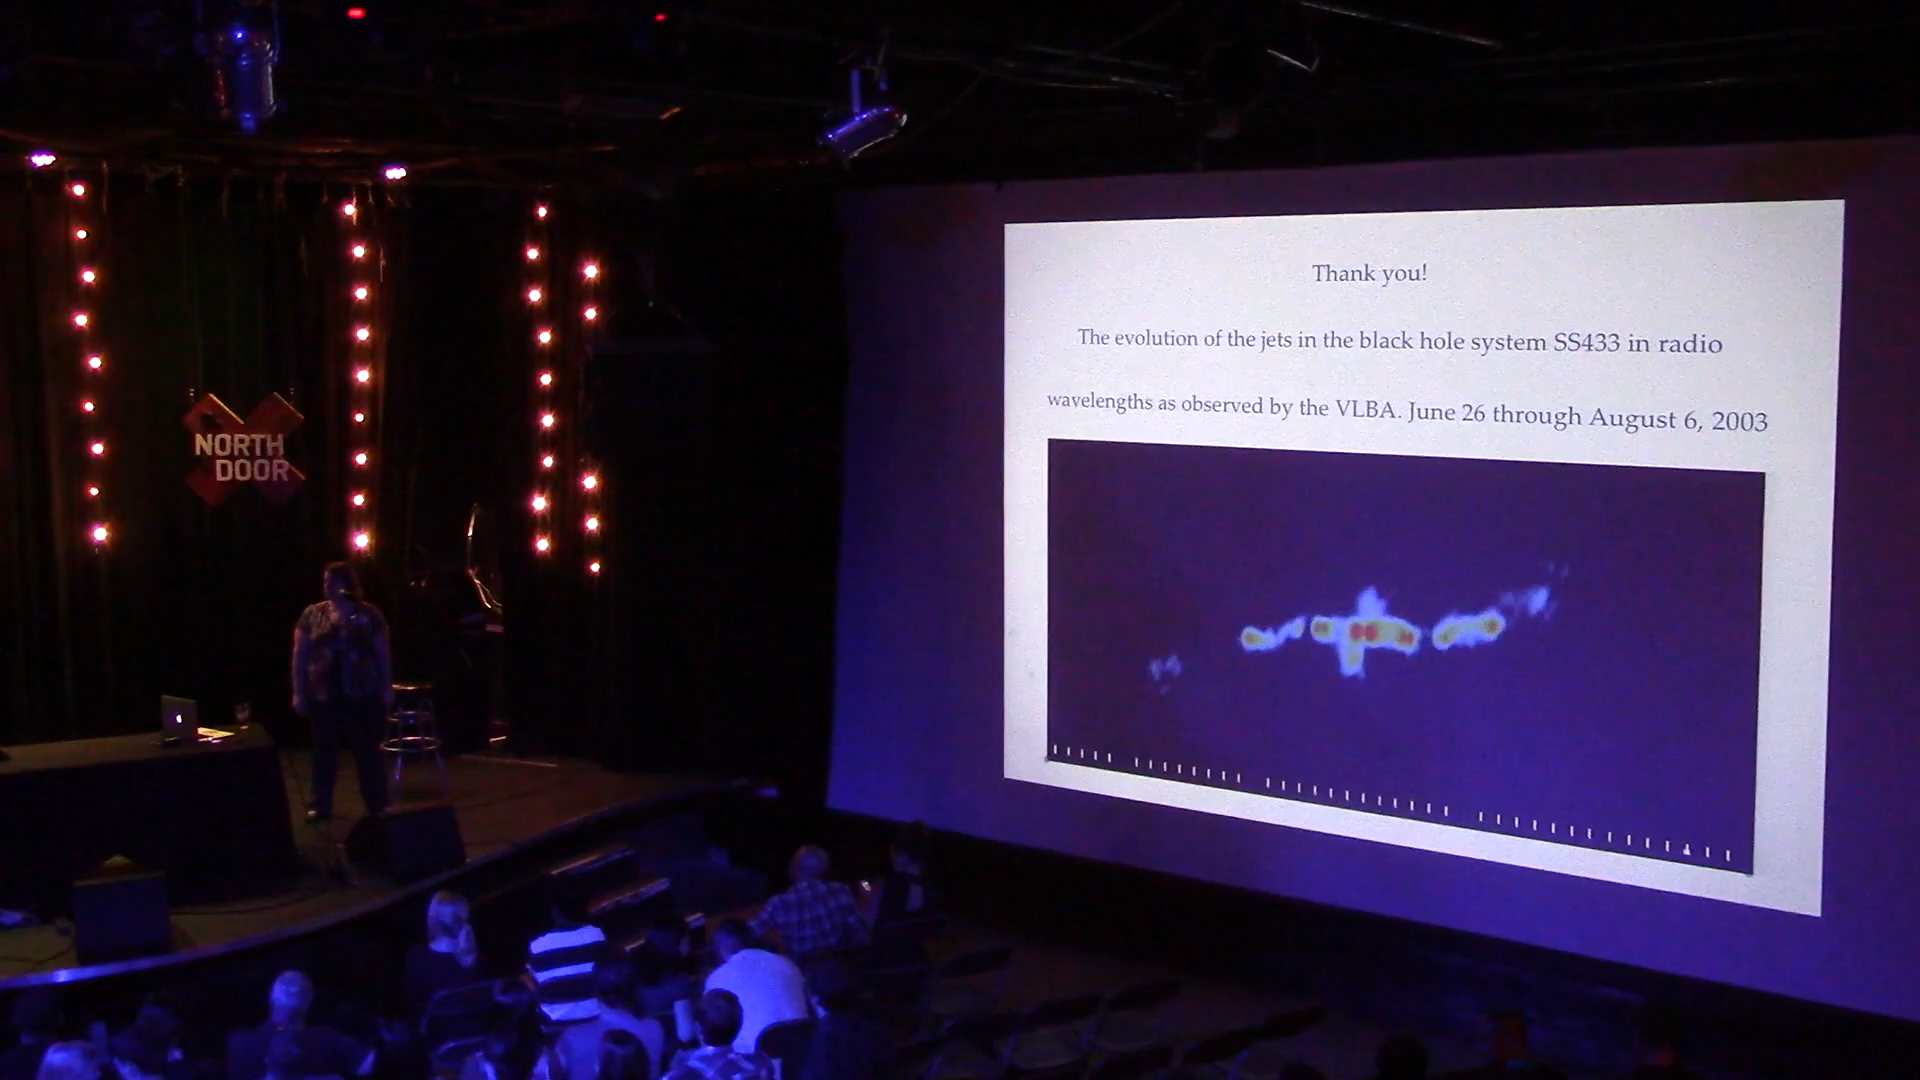 NORTH
DOOR
Thank you!
The evolution of the jets in the black hole system SS433 in radio
wavelengths as observed by the VLBA. June 26 through August 6, 2003